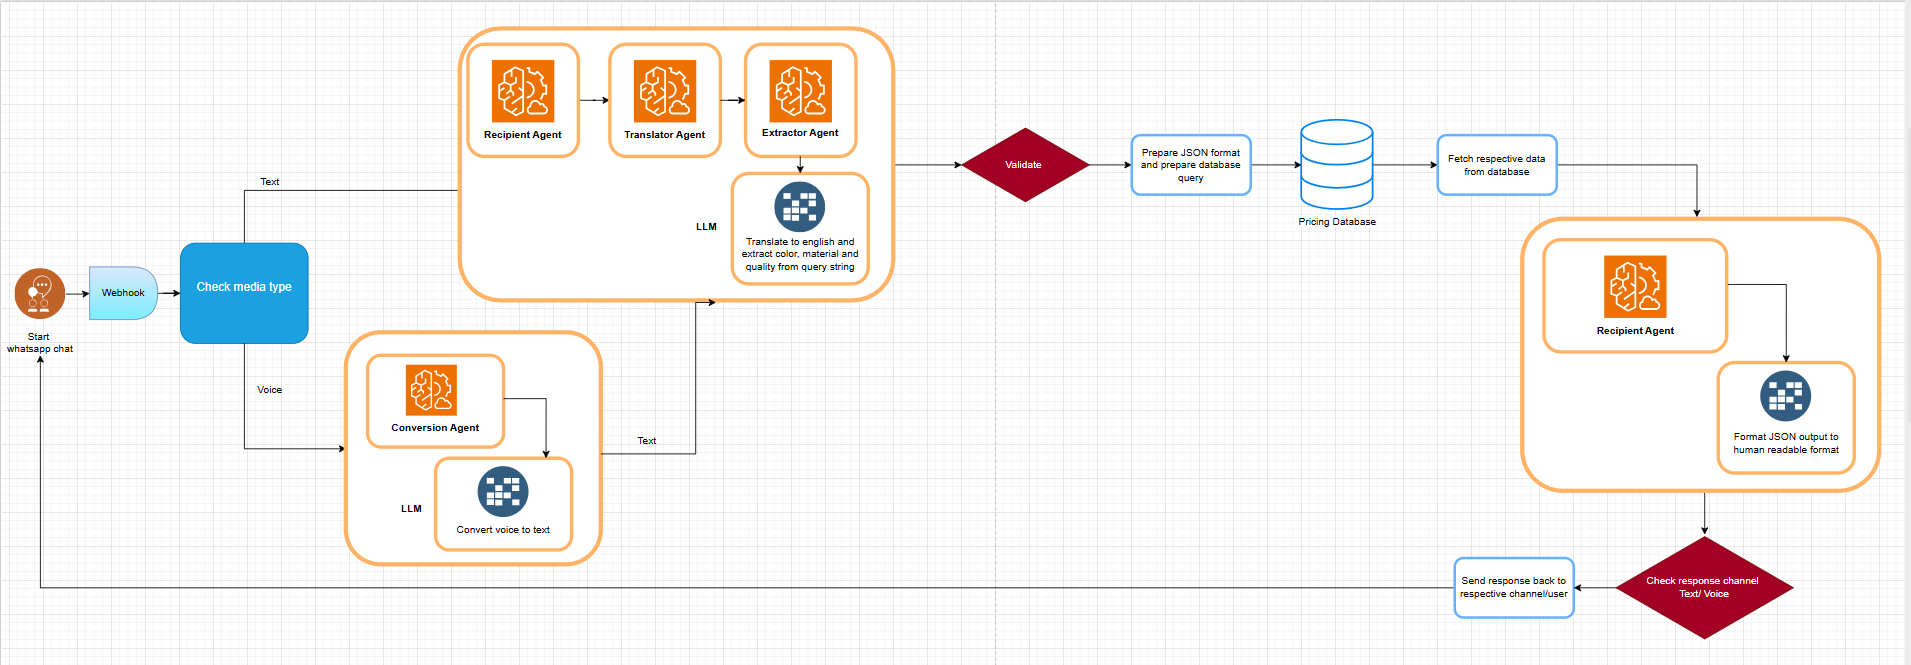 Start
whatsapp chat
Webhook
Check media type
Text
Voice
Recipient Agent
Translator Agent
Extractor Agent
LLM
Translate to english and
extract color, material and
quality from query string
Conversion Agent
LLM
Convert voice to text
Text
Validate
Prepare JSON format
and prepare database
query
Pricing Database
Fetch respective data
from database
Recipient Agent
Format JSON output to
human readable format
Check response channel
Text/ Voice
Send response back to
respective channel/user